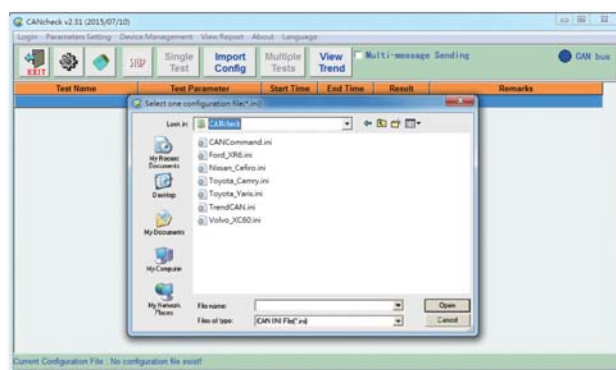 CANcheck v2.31 (2015/07/10)
Login Parameters Setting Device Management View Report About Language
EXIT
Single Test
Import Config
Multiple Tests
View Trend
Multi-message Sending
CAN bus
Test Name Test Parameter Start Time End Time Result Remarks
Select one configuration file(*.ini)
Look in: CANcheck
My Recent Documents
Desktop
My Documents
My Computer
My Network Places
CANCommand.ini
Ford_XR6.ini
Nissan_Cefiro.ini
Toyota_Camry.ini
Toyota_Yaris.ini
TrendCAN.ini
Volvo_XC60.ini
File name: Open
Files of type: CAN INI File(*.ini) Cancel
Current Configuration File : No configuration file exist!